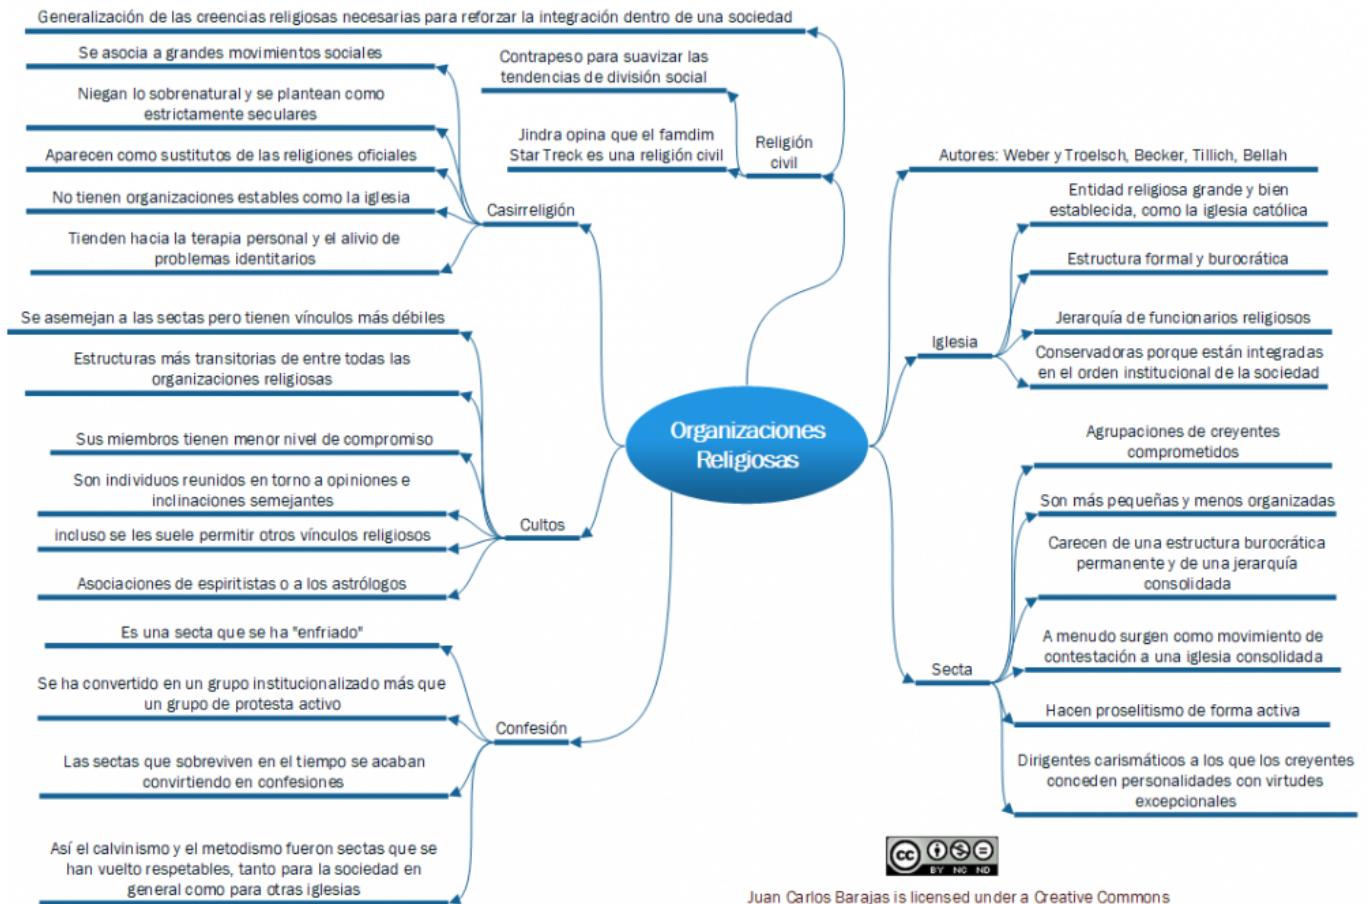 Generalización de las creencias religiosas necesarias para reforzar la integración dentro de una sociedad
Se asocia a grandes movimientos sociales
Niegan lo sobrenatural y se plantean como
estrictamente seculares
Aparecen como sustitutos de las religiones oficiales
No tienen organizaciones estables como la iglesia
Tienden hacia la terapia personal y el alivio de
problemas identitarios
Casirreligión
Contrapeso para suavizar las
tendencias de división social
Jindra opina que el famdim
Star Treck es una religión civil
Religión
civil
Se asemejan a las sectas pero tienen vínculos más débiles
Estructuras más transitorias de entre todas las
organizaciones religiosas
Sus miembros tienen menor nivel de compromiso
Son individuos reunidos en torno a opiniones e
inclinaciones semejantes
incluso se les suele permitir otros vínculos religiosos
Asociaciones de espiritistas o a los astrólogos
Cultos
Es una secta que se ha "enfriado"
Se ha convertido en un grupo institucionalizado más que
un grupo de protesta activo
Las sectas que sobreviven en el tiempo se acaban
convirtiendo en confesiones
Así el calvinismo y el metodismo fueron sectas que se
han vuelto respetables, tanto para la sociedad en
general como para otras iglesias
Confesión
Organizaciones
Religiosas
Autores: Weber y Troelsch, Becker, Tillich, Bellah
Entidad religiosa grande y bien
establecida, como la iglesia católica
Estructura formal y burocrática
Jerarquía de funcionarios religiosos
Conservadoras porque están integradas
en el orden institucional de la sociedad
Iglesia
Agrupaciones de creyentes
comprometidos
Son más pequeñas y menos organizadas
Carecen de una estructura burocrática
permanente y de una jerarquía
consolidada
A menudo surgen como movimiento de
contestación a una iglesia consolidada
Hacen proselitismo de forma activa
Dirigentes carismáticos a los que los creyentes
conceden personalidades con virtudes
excepcionales
Secta
cc
BY NC ND
Juan Carlos Barajas is licensed under a Creative Commons